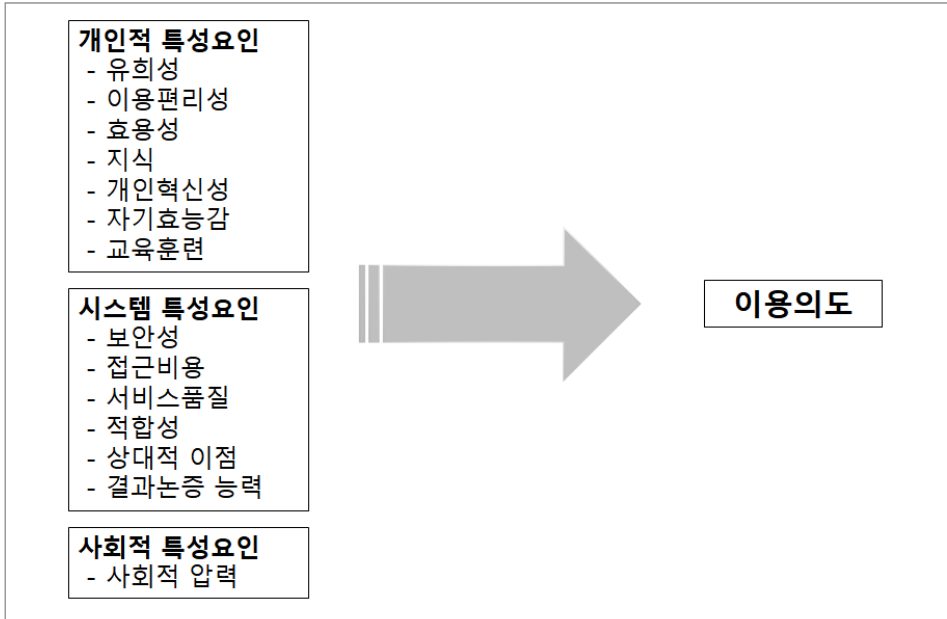 개인적 특성요인
- 유희성
- 이용편리성
- 효용성
- 지식
- 개인혁신성
- 자기효능감
- 교육훈련
시스템 특성요인
- 보안성
- 접근비용
- 서비스품질
- 적합성
- 상대적 이점
- 결과논증 능력
사회적 특성요인
- 사회적 압력
이용의도